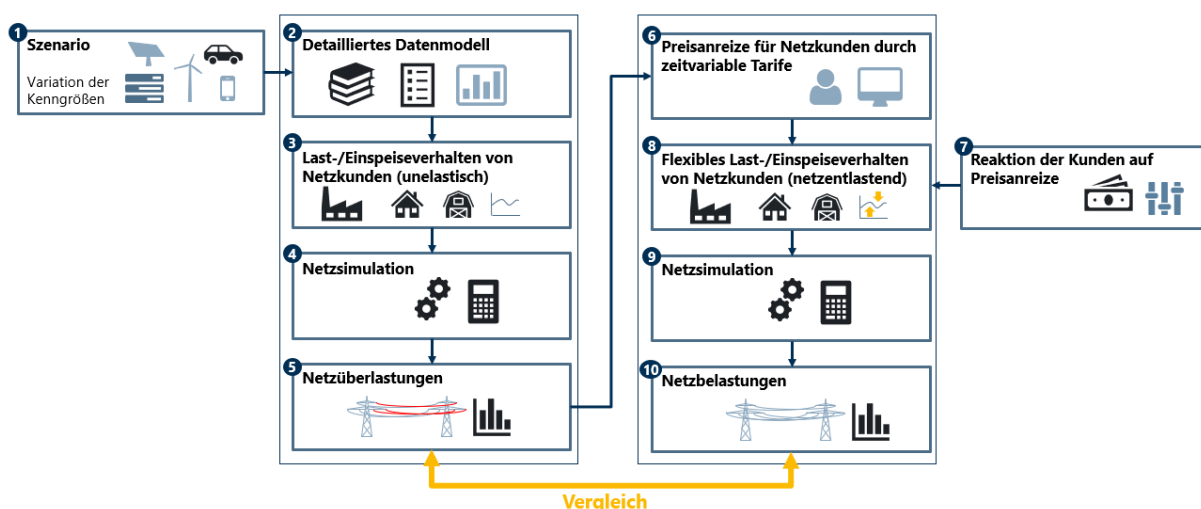 1
Szenario
Variation der
Kenngrößen
2
Detailliertes Datenmodell
3
Last-/Einspeiseverhalten von
Netzkunden (unelastisch)
4
Netzsimulation
5
Netzüberlastungen
6
Preisanreize für Netzkunden durch
zeitvariable Tarife
7
Reaktion der Kunden auf
Preisanreize
8
Flexibles Last-/Einspeiseverhalten
von Netzkunden (netzentlastend)
9
Netzsimulation
10
Netzbelastungen
Vergleich